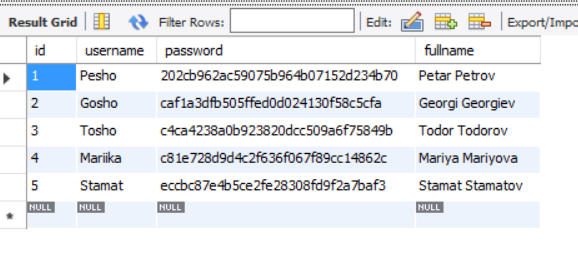 Result Grid Filter Rows: Edit: Export/Impo
id username password fullname
1 Pesho 202cb962ac59075b964b07152d234b70 Petar Petrov
2 Gosho caf1a3dfb505ffed0d024130f58c5cfa Georgi Georgiev
3 Tosho c4ca4238a0b923820dcc509a6f75849b Todor Todorov
4 Mariika c81e728d9d4c2f636f067f89cc14862c Mariya Mariyova
5 Stamat eccbc87e4b5ce2fe28308fd9f2a7baf3 Stamat Stamatov
NULL NULL NULL NULL